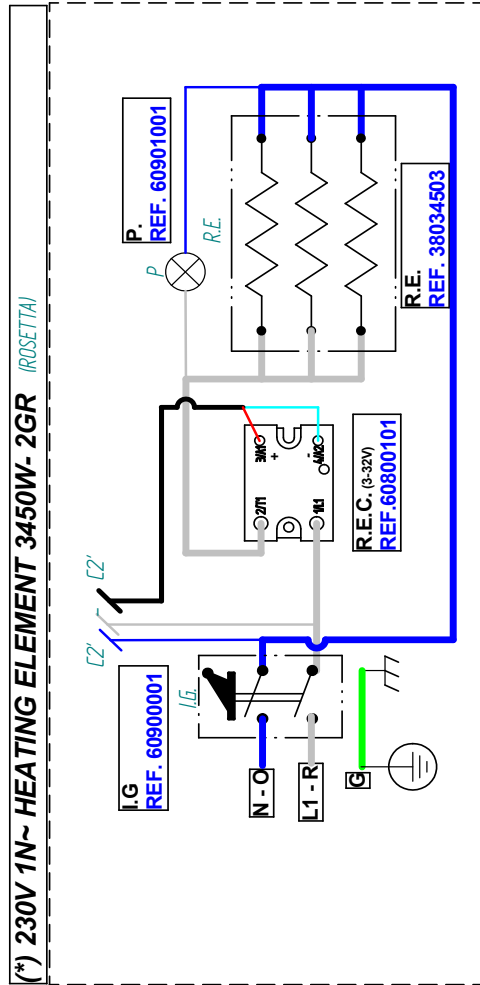 (*) 230V 1N~ HEATING ELEMENT 3450W- 2GR (ROSETTA)
P.
REF. 60901001
P
R.E.
R.E.
REF. 38034503
C2'
C2'
3/A1
+
4/A2
-
2/T1
1/L1
R.E.C. (3-32V)
REF.60800101
I.G
REF. 60900001
I.G.
N - O
L1 - R
G